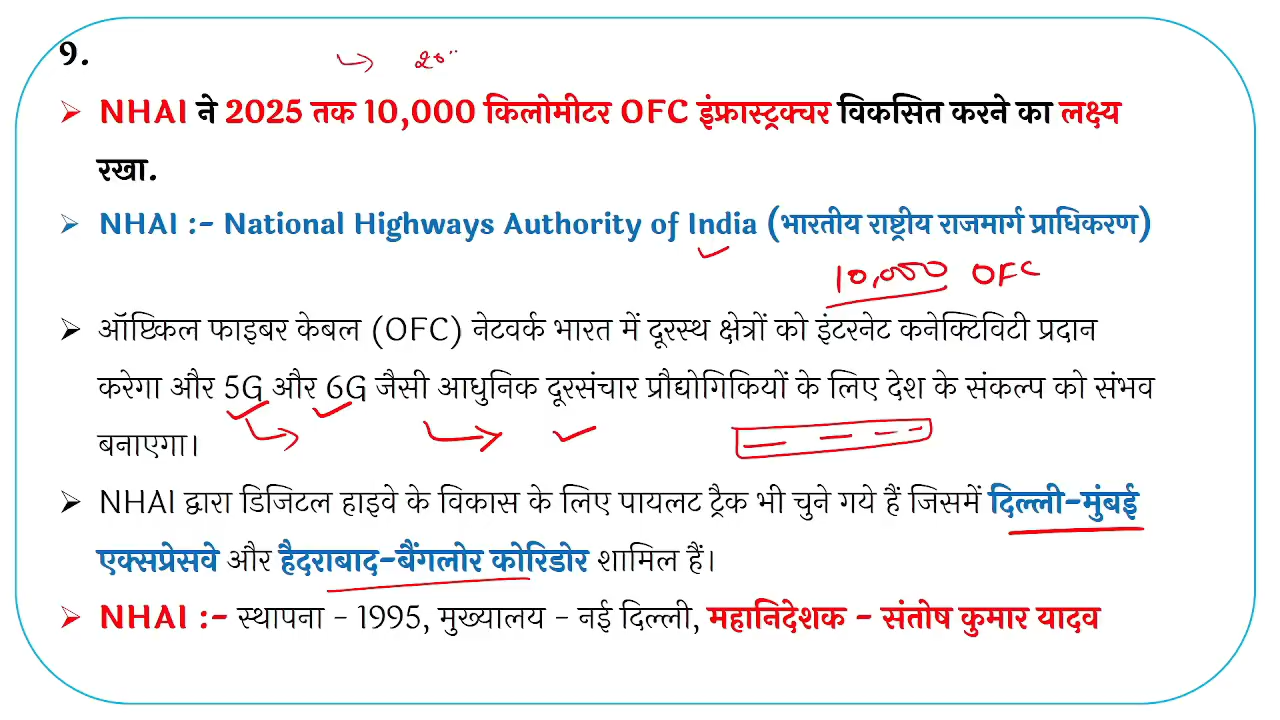 9.
➢ NHAI ने 2025 तक 10,000 किलोमीटर OFC इंफ्रास्ट्रक्चर विकसित करने का लक्ष्य
रखा.
➢ NHAI :- National Highways Authority of India (भारतीय राष्ट्रीय राजमार्ग प्राधिकरण)
10,000 OFC
➢ ऑप्टिकल फाइबर केबल (OFC) नेटवर्क भारत में दूरस्थ क्षेत्रों को इंटरनेट कनेक्टिविटी प्रदान
करेगा और 5G और 6G जैसी आधुनिक दूरसंचार प्रौद्योगिकियों के लिए देश के संकल्प को संभव
बनाएगा।
➢ NHAI द्वारा डिजिटल हाइवे के विकास के लिए पायलट ट्रैक भी चुने गये हैं जिसमें दिल्ली-मुंबई
एक्सप्रेसवे और हैदराबाद-बैंगलोर कोरिडोर शामिल हैं।
➢ NHAI :- स्थापना - 1995, मुख्यालय - नई दिल्ली, महानिदेशक - संतोष कुमार यादव